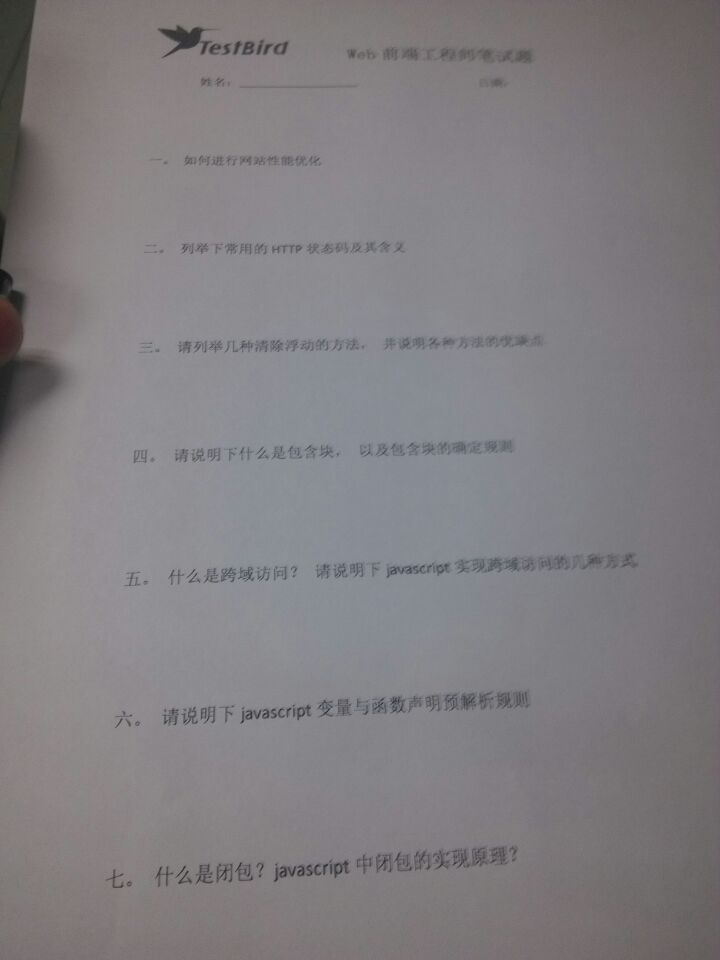 TestBird
Web 前端工程师笔试题
姓名：
日期：
一。 如何进行网站性能优化
二。 列举下常用的 HTTP 状态码及其含义
三。 请列举几种清除浮动的方法， 并说明各种方法的优缺点
四。 请说明下什么是包含块， 以及包含块的确定规则
五。 什么是跨域访问？ 请说明下 javascript 实现跨域访问的几种方式
六。 请说明下 javascript 变量与函数声明预解析规则
七。 什么是闭包？javascript 中闭包的实现原理？